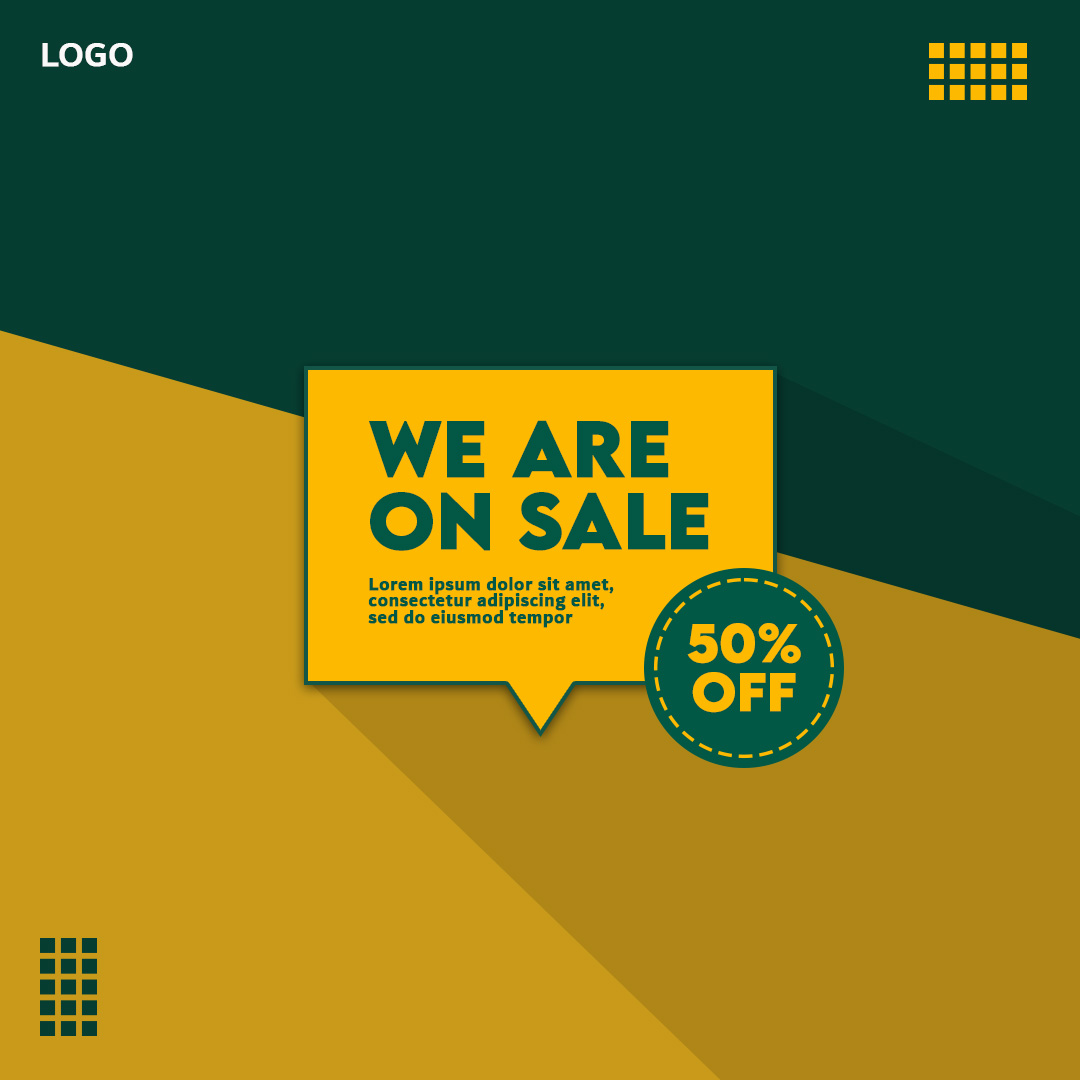 LOGO
WE ARE
ON SALE
Lorem ipsum dolor sit amet,
consectetur adipiscing elit,
sed do eiusmod tempor
50%
OFF